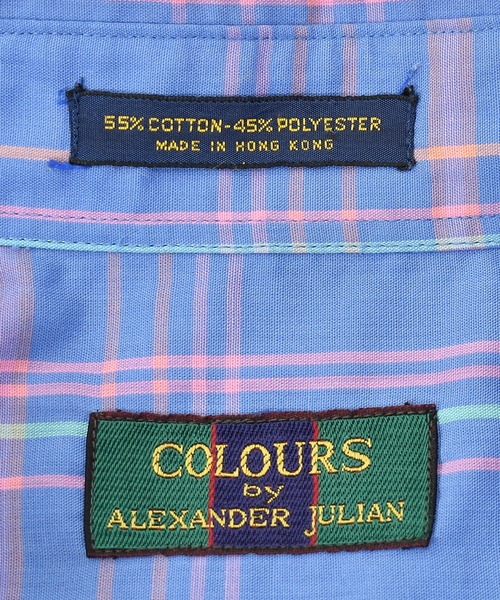 55% COTTON-45% POLYESTER
MADE IN HONG KONG
COLOURS
by
ALEXANDER JULIAN